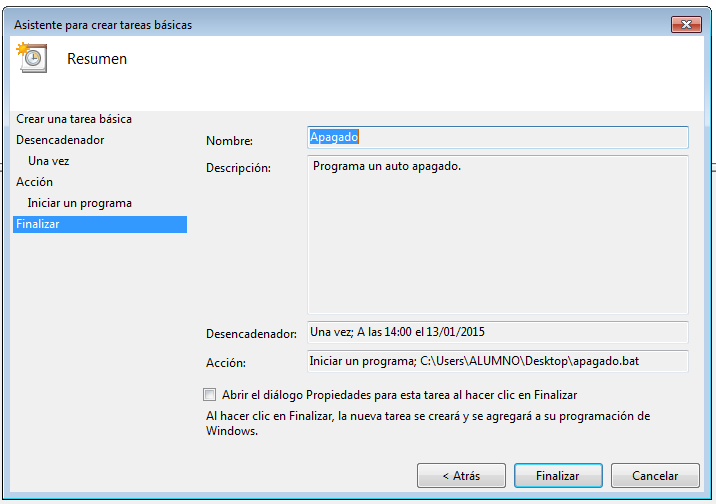 Asistente para crear tareas básicas
Resumen
Crear una tarea básica
Desencadenador
Una vez
Acción
Iniciar un programa
Finalizar
Nombre: Apagado
Descripción: Programa un auto apagado.
Desencadenador: Una vez; A las 14:00 el 13/01/2015
Acción: Iniciar un programa; C:\Users\ALUMNO\Desktop\apagado.bat
Abrir el diálogo Propiedades para esta tarea al hacer clic en Finalizar
Al hacer clic en Finalizar, la nueva tarea se creará y se agregará a su programación de
Windows.
< Atrás Finalizar Cancelar